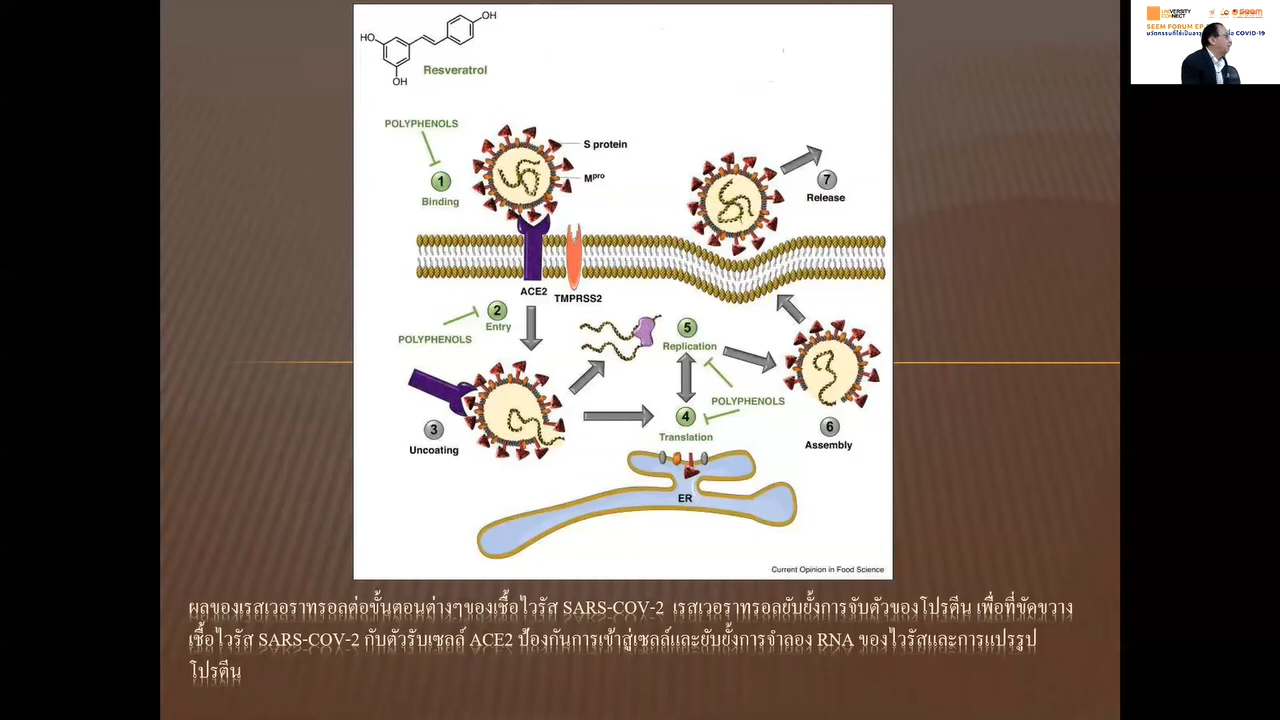 OH
HO
OH
Resveratrol
POLYPHENOLS
S protein
Mpro
1
Binding
7
Release
ACE2
TMPRSS2
2
Entry
POLYPHENOLS
5
Replication
POLYPHENOLS
4
Translation
3
Uncoating
6
Assembly
ER
Current Opinion in Food Science
ผลของเรสเวอราทรอลต่อขั้นตอนต่างๆของเชื้อไวรัส SARS-COV-2 เรสเวอราทรอลยับยั้งการจับตัวของโปรตีน เพื่อที่ขัดขวาง
เชื้อไวรัส SARS-COV-2 กับตัวรับเซลล์ ACE2 ป้องกันการเข้าสู่เซลล์และยับยั้งการจำลอง RNA ของไวรัสและการแปรรูป
โปรตีน
UNIVERSITY
CONNECT
seem
SEEM FORUM EP
COVID-19